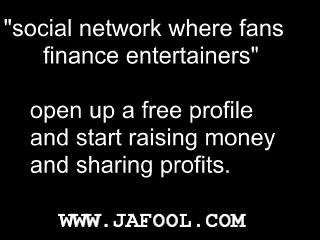 "social network where fans
finance entertainers"
open up a free profile
and start raising money
and sharing profits.
WWW.JAFOOL.COM